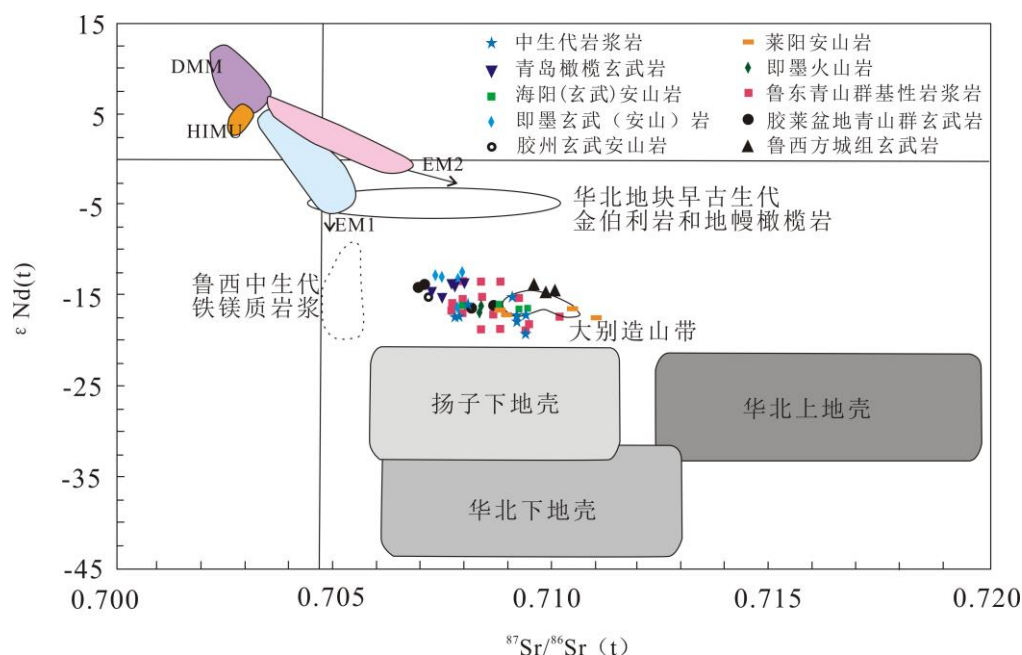 15
5
-5
-15
-25
-35
-45
ε Nd(t)
DMM
HIMU
EM2
EM1
中生代岩浆岩
青岛橄榄玄武岩
海阳(玄武)安山岩
即墨玄武（安山）岩
胶州玄武安山岩
莱阳安山岩
即墨火山岩
鲁东青山群基性岩浆岩
胶莱盆地青山群玄武岩
鲁西方城组玄武岩
华北地块早古生代
金伯利岩和地幔橄榄岩
鲁西中生代
铁镁质岩浆
大别造山带
扬子下地壳
华北上地壳
华北下地壳
0.700
0.705
0.710
0.715
0.720
⁸⁷Sr/⁸⁶Sr（t）